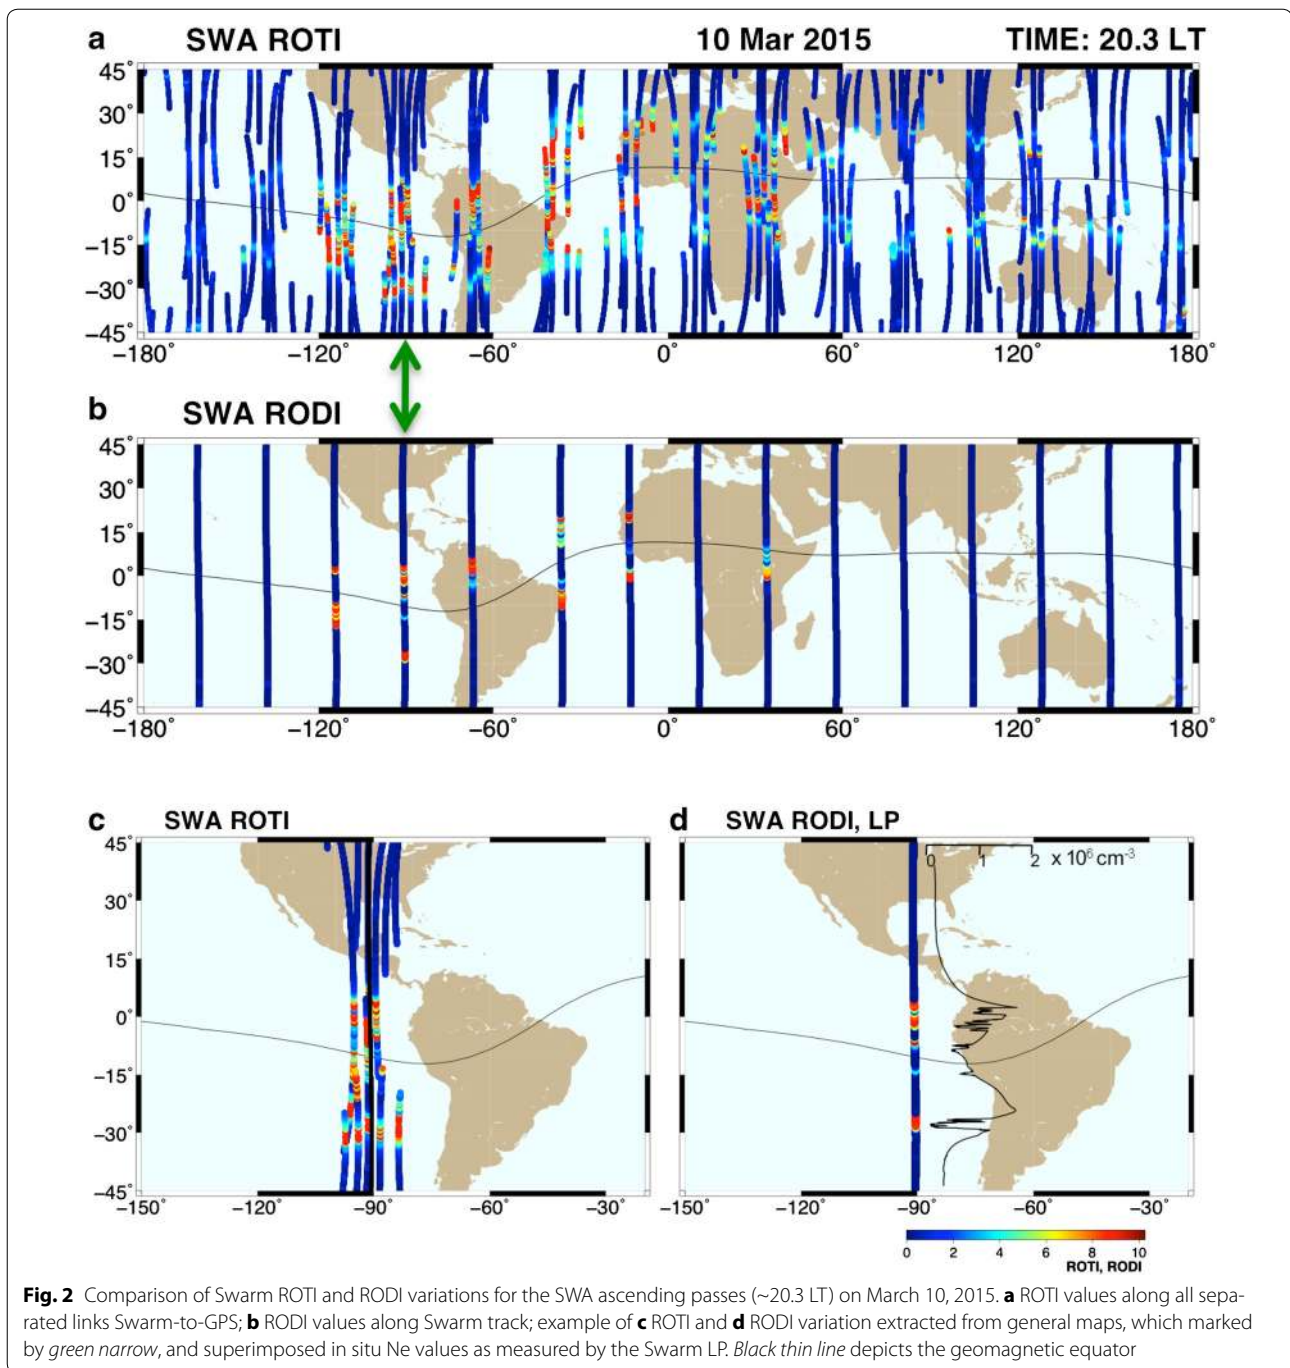 a SWA ROTI 10 Mar 2015 TIME: 20.3 LT
45°
30°
15°
0°
−15°
−30°
−45°
−180° −120° −60° 0° 60° 120° 180°
b SWA RODI
45°
30°
15°
0°
−15°
−30°
−45°
−180° −120° −60° 0° 60° 120° 180°
c SWA ROTI
45°
30°
15°
0°
−15°
−30°
−45°
−150° −120° −90° −60° −30°
d SWA RODI, LP
0 1 2 x 10⁶ cm⁻³
−150° −120° −90° −60° −30°
0 2 4 6 8 10
ROTI, RODI
Fig. 2 Comparison of Swarm ROTI and RODI variations for the SWA ascending passes (~20.3 LT) on March 10, 2015. a ROTI values along all sepa-
rated links Swarm-to-GPS; b RODI values along Swarm track; example of c ROTI and d RODI variation extracted from general maps, which marked
by green narrow, and superimposed in situ Ne values as measured by the Swarm LP. Black thin line depicts the geomagnetic equator